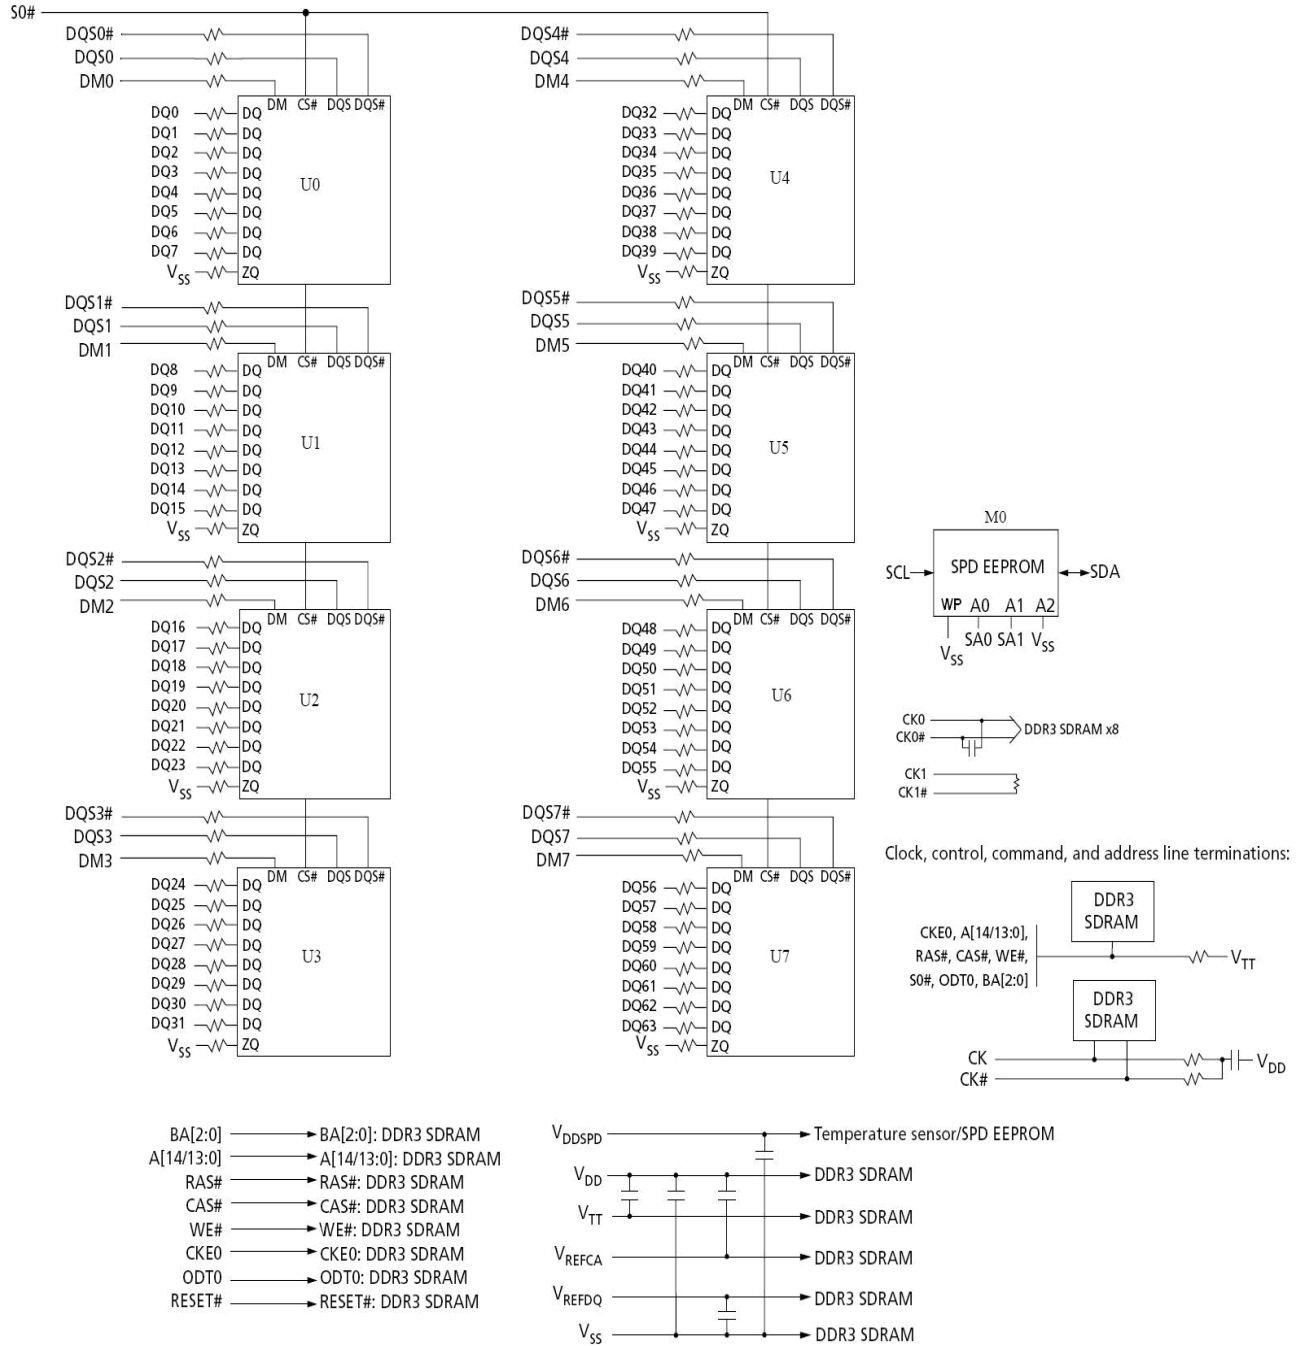 S0#
DQS0#
DQS0
DM0
DM CS# DQS DQS#
DQ0 DQ
DQ1 DQ
DQ2 DQ
DQ3 DQ
DQ4 DQ
DQ5 DQ
DQ6 DQ
DQ7 DQ
VSS ZQ
U0
DQS1#
DQS1
DM1
DM CS# DQS DQS#
DQ8 DQ
DQ9 DQ
DQ10 DQ
DQ11 DQ
DQ12 DQ
DQ13 DQ
DQ14 DQ
DQ15 DQ
VSS ZQ
U1
DQS2#
DQS2
DM2
DM CS# DQS DQS#
DQ16 DQ
DQ17 DQ
DQ18 DQ
DQ19 DQ
DQ20 DQ
DQ21 DQ
DQ22 DQ
DQ23 DQ
VSS ZQ
U2
DQS3#
DQS3
DM3
DM CS# DQS DQS#
DQ24 DQ
DQ25 DQ
DQ26 DQ
DQ27 DQ
DQ28 DQ
DQ29 DQ
DQ30 DQ
DQ31 DQ
VSS ZQ
U3
DQS4#
DQS4
DM4
DM CS# DQS DQS#
DQ32 DQ
DQ33 DQ
DQ34 DQ
DQ35 DQ
DQ36 DQ
DQ37 DQ
DQ38 DQ
DQ39 DQ
VSS ZQ
U4
DQS5#
DQS5
DM5
DM CS# DQS DQS#
DQ40 DQ
DQ41 DQ
DQ42 DQ
DQ43 DQ
DQ44 DQ
DQ45 DQ
DQ46 DQ
DQ47 DQ
VSS ZQ
U5
DQS6#
DQS6
DM6
DM CS# DQS DQS#
DQ48 DQ
DQ49 DQ
DQ50 DQ
DQ51 DQ
DQ52 DQ
DQ53 DQ
DQ54 DQ
DQ55 DQ
VSS ZQ
U6
DQS7#
DQS7
DM7
DM CS# DQS DQS#
DQ56 DQ
DQ57 DQ
DQ58 DQ
DQ59 DQ
DQ60 DQ
DQ61 DQ
DQ62 DQ
DQ63 DQ
VSS ZQ
U7
M0
SCL SPD EEPROM SDA
WP A0 A1 A2
VSS SA0 SA1 VSS
CK0
CK0#
DDR3 SDRAM x8
CK1
CK1#
Clock, control, command, and address line terminations:
DDR3
SDRAM
CKE0, A[14/13:0],
RAS#, CAS#, WE#,
S0#, ODT0, BA[2:0]
VTT
DDR3
SDRAM
CK
CK#
VDD
BA[2:0] BA[2:0]: DDR3 SDRAM
A[14/13:0] A[14/13:0]: DDR3 SDRAM
RAS# RAS#: DDR3 SDRAM
CAS# CAS#: DDR3 SDRAM
WE# WE#: DDR3 SDRAM
CKE0 CKE0: DDR3 SDRAM
ODT0 ODT0: DDR3 SDRAM
RESET# RESET#: DDR3 SDRAM
VDDSPD Temperature sensor/SPD EEPROM
VDD DDR3 SDRAM
VTT DDR3 SDRAM
VREFCA DDR3 SDRAM
VREFDQ DDR3 SDRAM
VSS DDR3 SDRAM